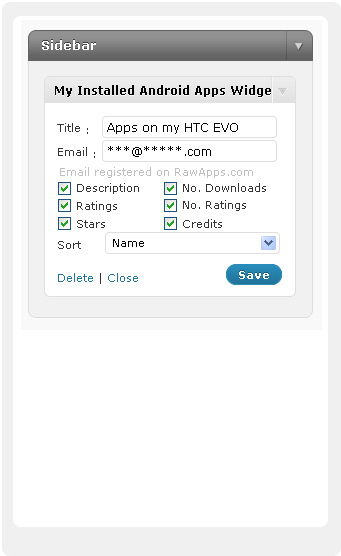 Sidebar
My Installed Android Apps Widge
Title : Apps on my HTC EVO
Email : ***@*****.com
Email registered on RawApps.com
Description No. Downloads
Ratings No. Ratings
Stars Credits
Sort Name
Delete | Close Save